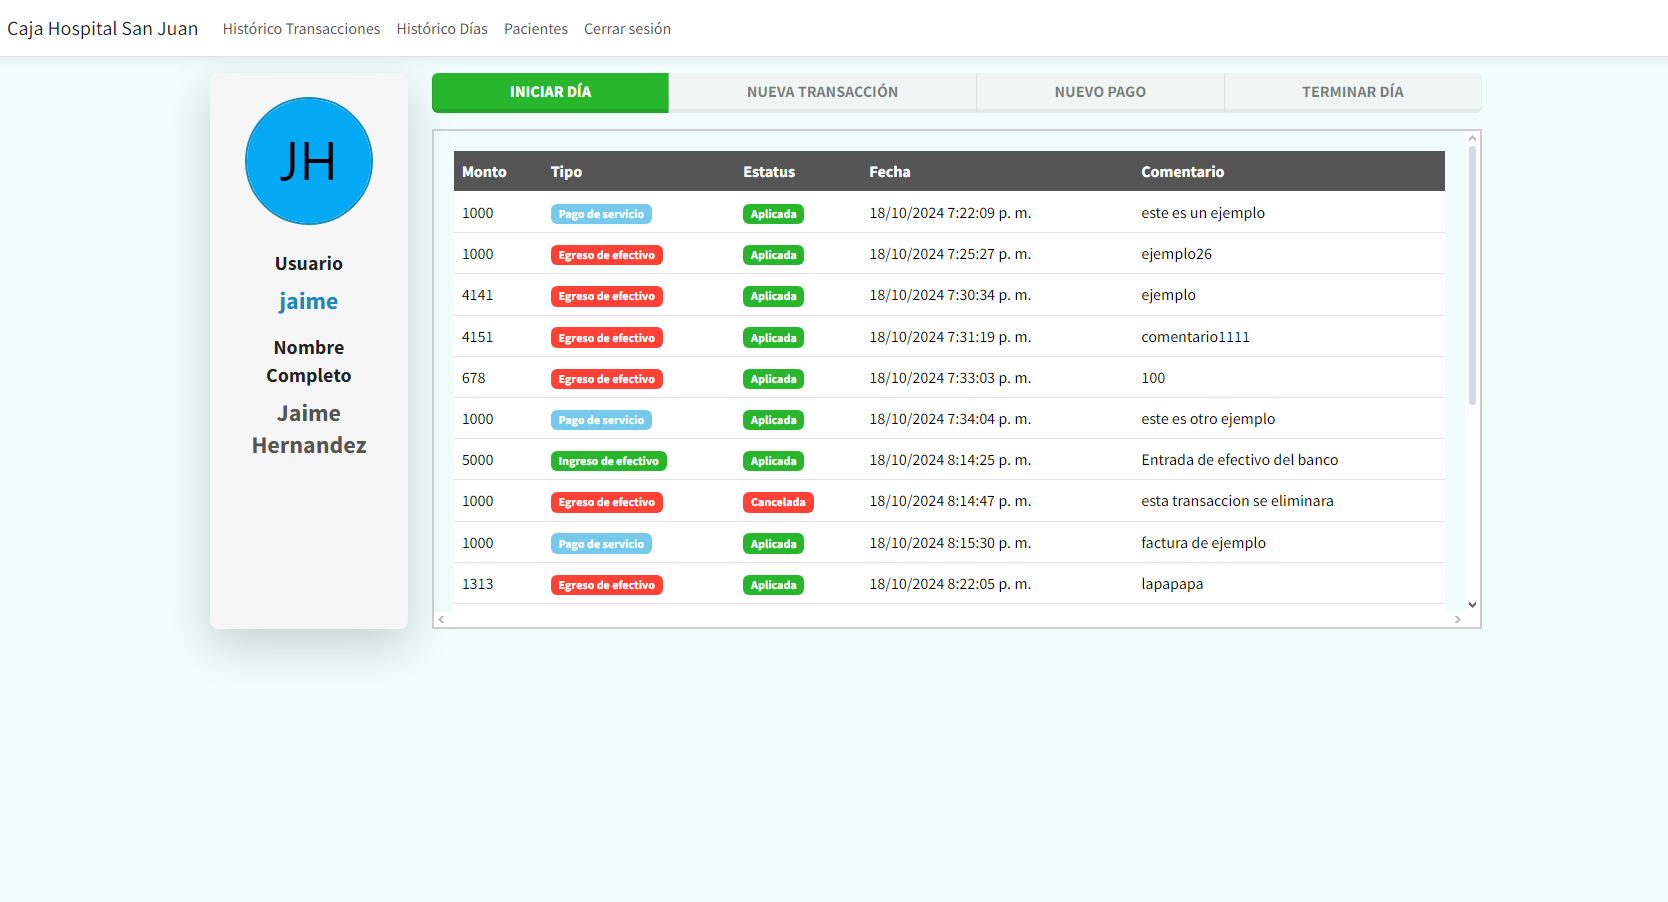 Caja Hospital San Juan Histórico Transacciones Histórico Días Pacientes Cerrar sesión
JH
Usuario
jaime
Nombre
Completo
Jaime
Hernandez
INICIAR DÍA NUEVA TRANSACCIÓN NUEVO PAGO TERMINAR DÍA
Monto Tipo Estatus Fecha Comentario
1000 Pago de servicio Aplicada 18/10/2024 7:22:09 p. m. este es un ejemplo
1000 Egreso de efectivo Aplicada 18/10/2024 7:25:27 p. m. ejemplo26
4141 Egreso de efectivo Aplicada 18/10/2024 7:30:34 p. m. ejemplo
4151 Egreso de efectivo Aplicada 18/10/2024 7:31:19 p. m. comentario1111
678 Egreso de efectivo Aplicada 18/10/2024 7:33:03 p. m. 100
1000 Pago de servicio Aplicada 18/10/2024 7:34:04 p. m. este es otro ejemplo
5000 Ingreso de efectivo Aplicada 18/10/2024 8:14:25 p. m. Entrada de efectivo del banco
1000 Egreso de efectivo Cancelada 18/10/2024 8:14:47 p. m. esta transaccion se eliminara
1000 Pago de servicio Aplicada 18/10/2024 8:15:30 p. m. factura de ejemplo
1313 Egreso de efectivo Aplicada 18/10/2024 8:22:05 p. m. lapapapa